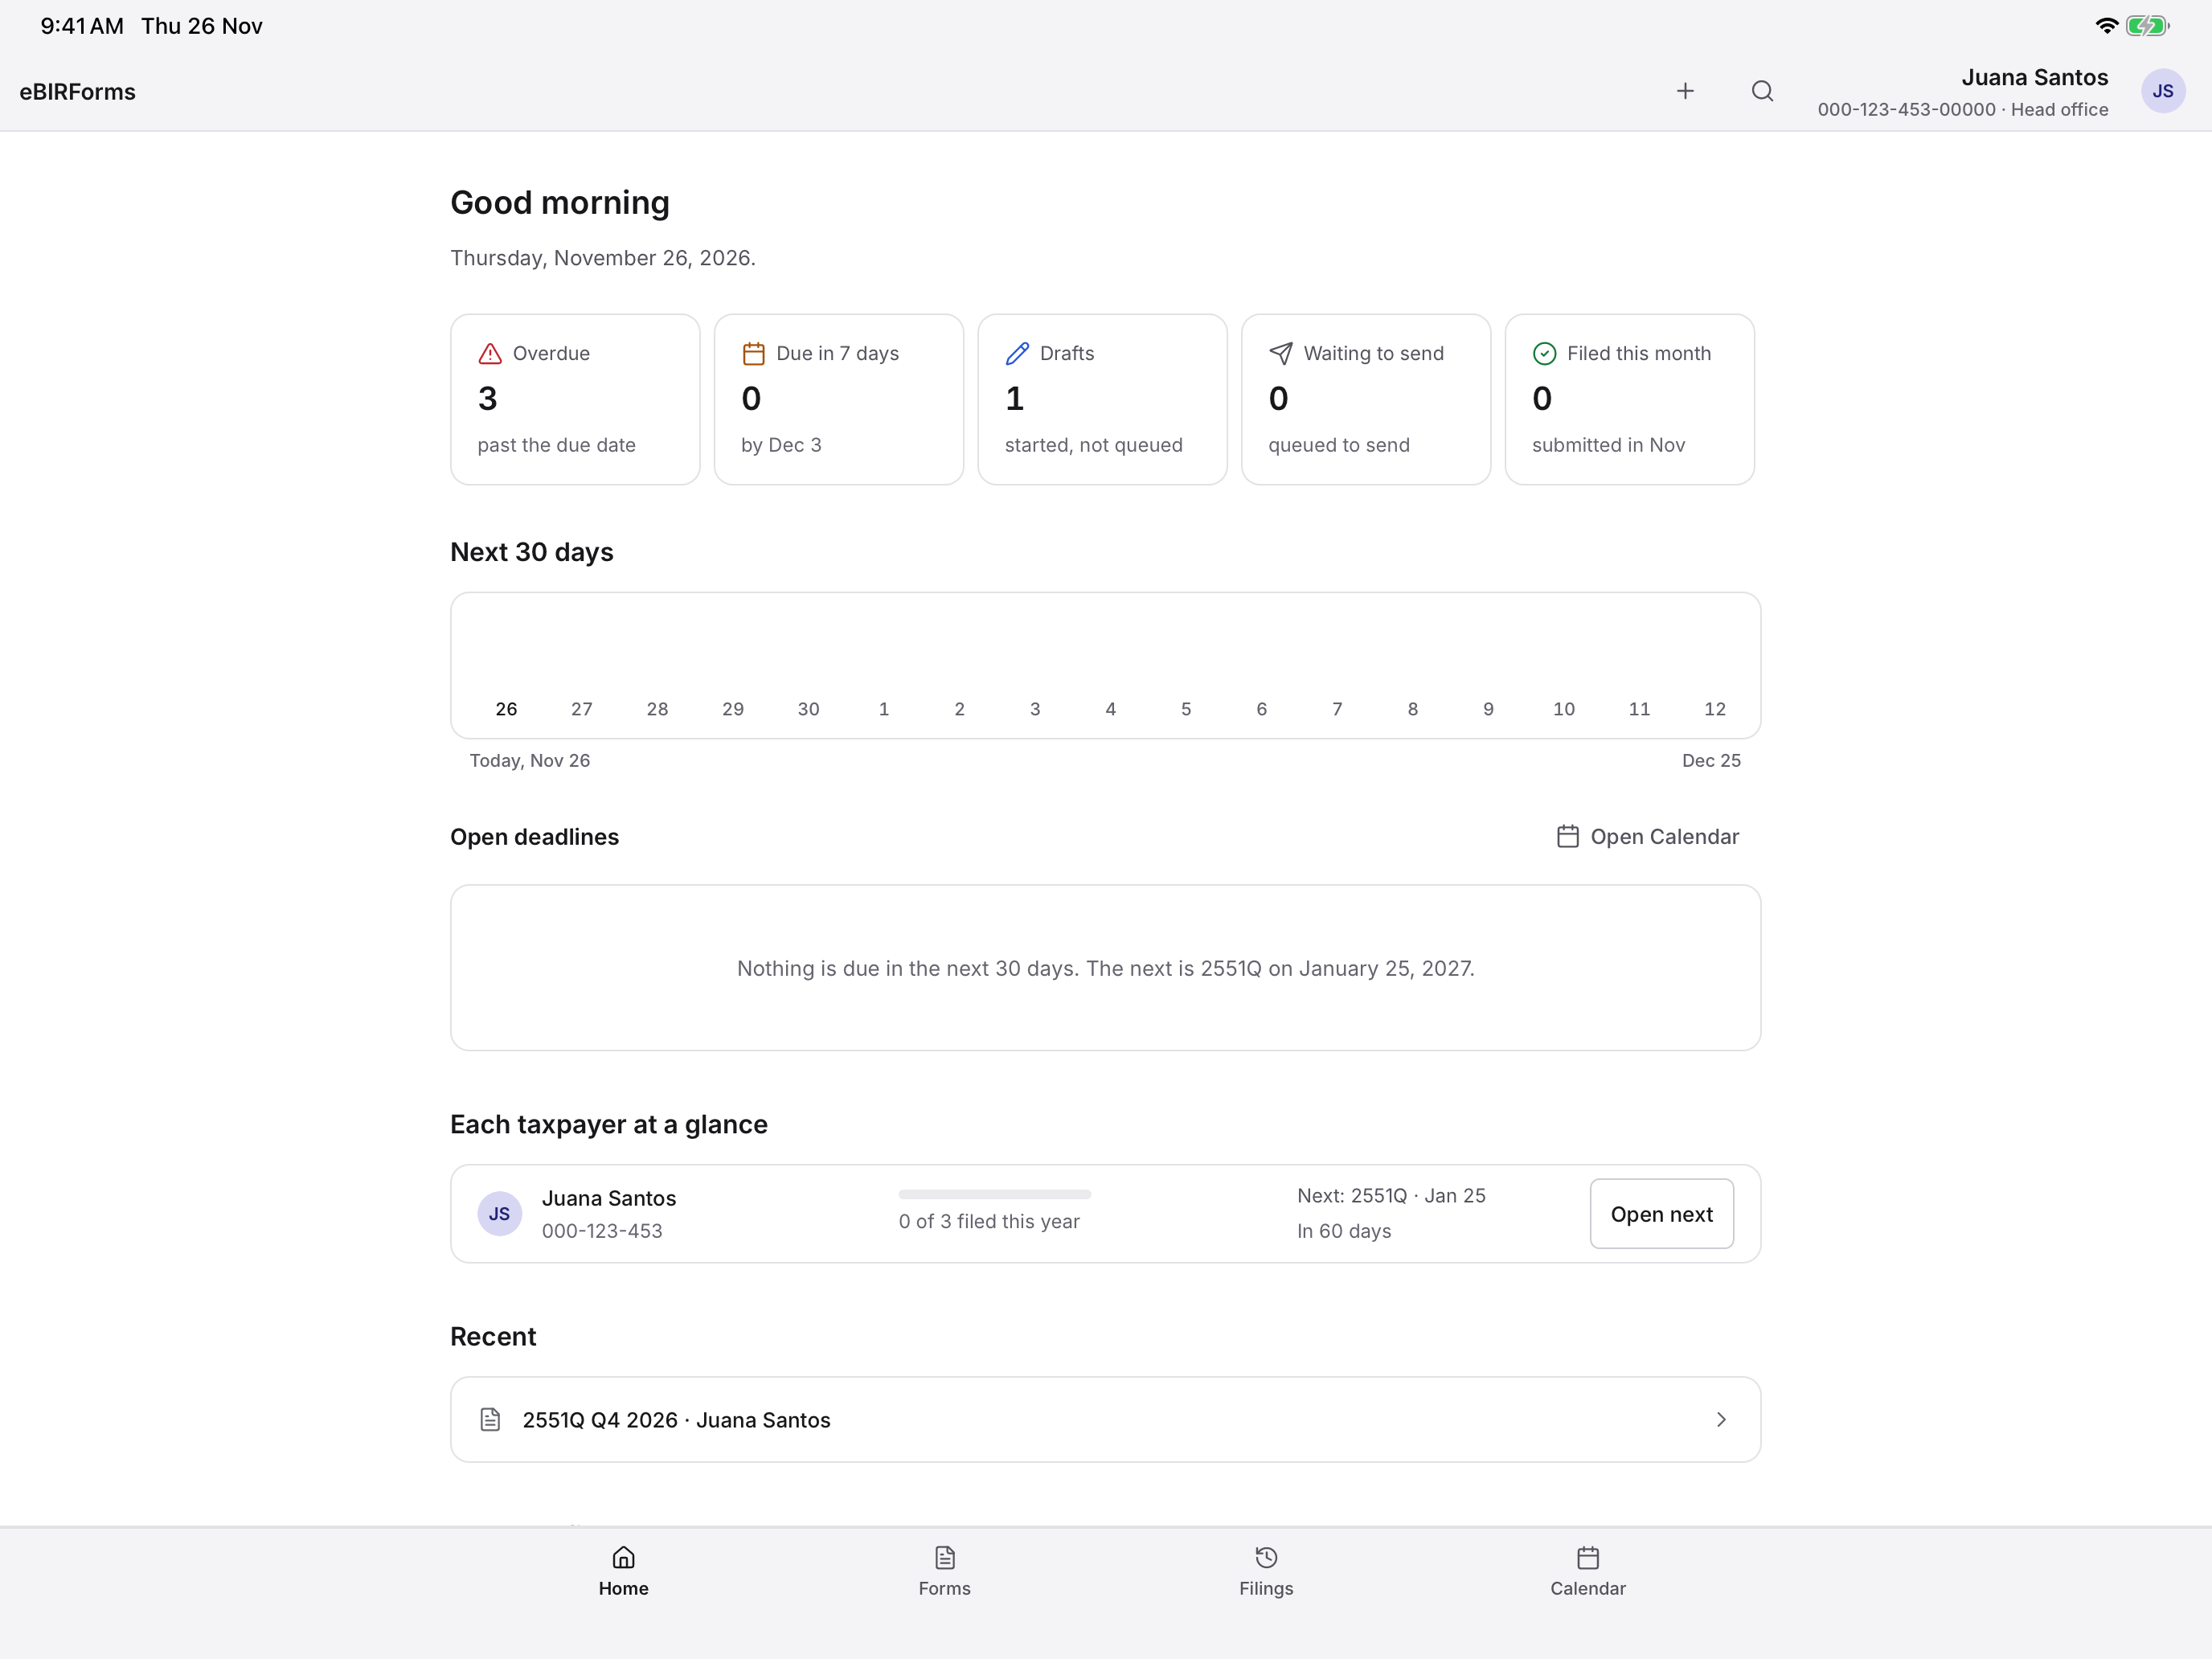 9:41 AM Thu 26 Nov
eBIRForms
Juana Santos
000-123-453-00000 · Head office
JS
Good morning
Thursday, November 26, 2026.
Overdue
3
past the due date
Due in 7 days
0
by Dec 3
Drafts
1
started, not queued
Waiting to send
0
queued to send
Filed this month
0
submitted in Nov
Next 30 days
26 27 28 29 30 1 2 3 4 5 6 7 8 9 10 11 12
Today, Nov 26
Dec 25
Open deadlines
Open Calendar
Nothing is due in the next 30 days. The next is 2551Q on January 25, 2027.
Each taxpayer at a glance
JS
Juana Santos
000-123-453
0 of 3 filed this year
Next: 2551Q · Jan 25
In 60 days
Open next
Recent
2551Q Q4 2026 · Juana Santos
Home
Forms
Filings
Calendar